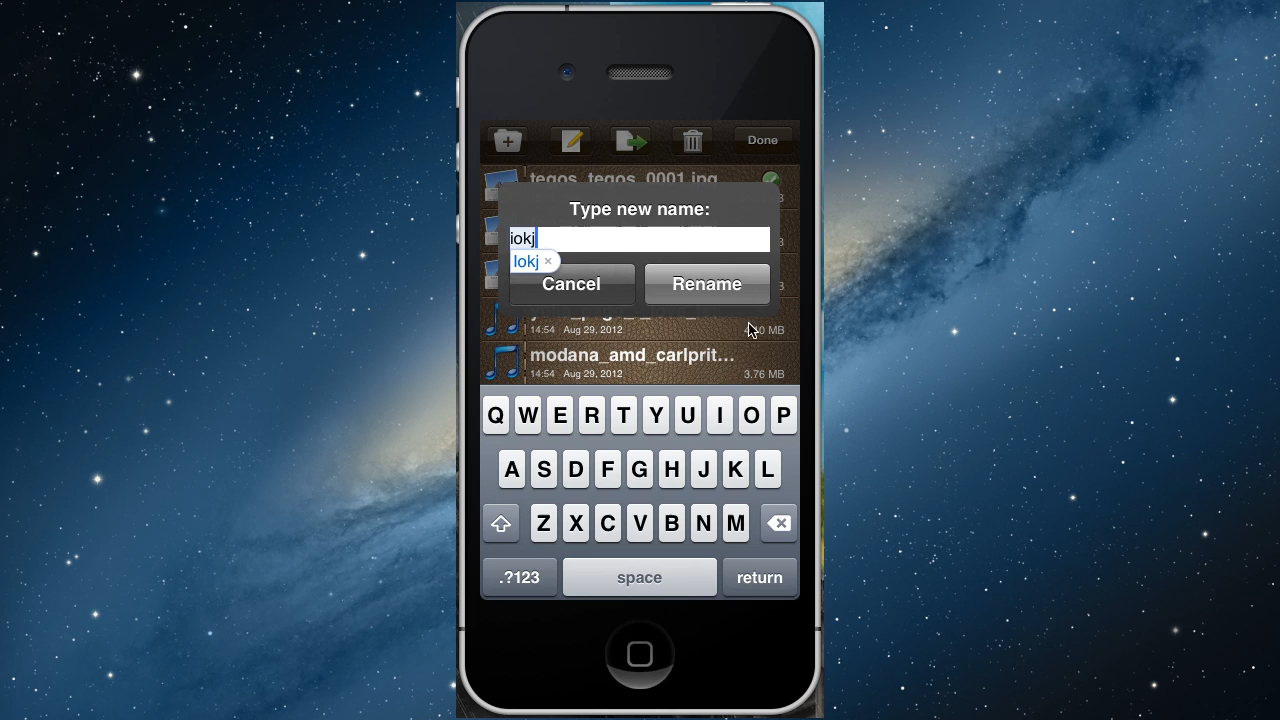 Done
tegos_tegos_0001.jpg
Type new name:
iokj
Iokj ×
Cancel Rename
14:54 Aug 29, 2012
modana_amd_carlprit...
14:54 Aug 29, 2012 3.76 MB
Q W E R T Y U I O P
A S D F G H J K L
Z X C V B N M
.?123 space return